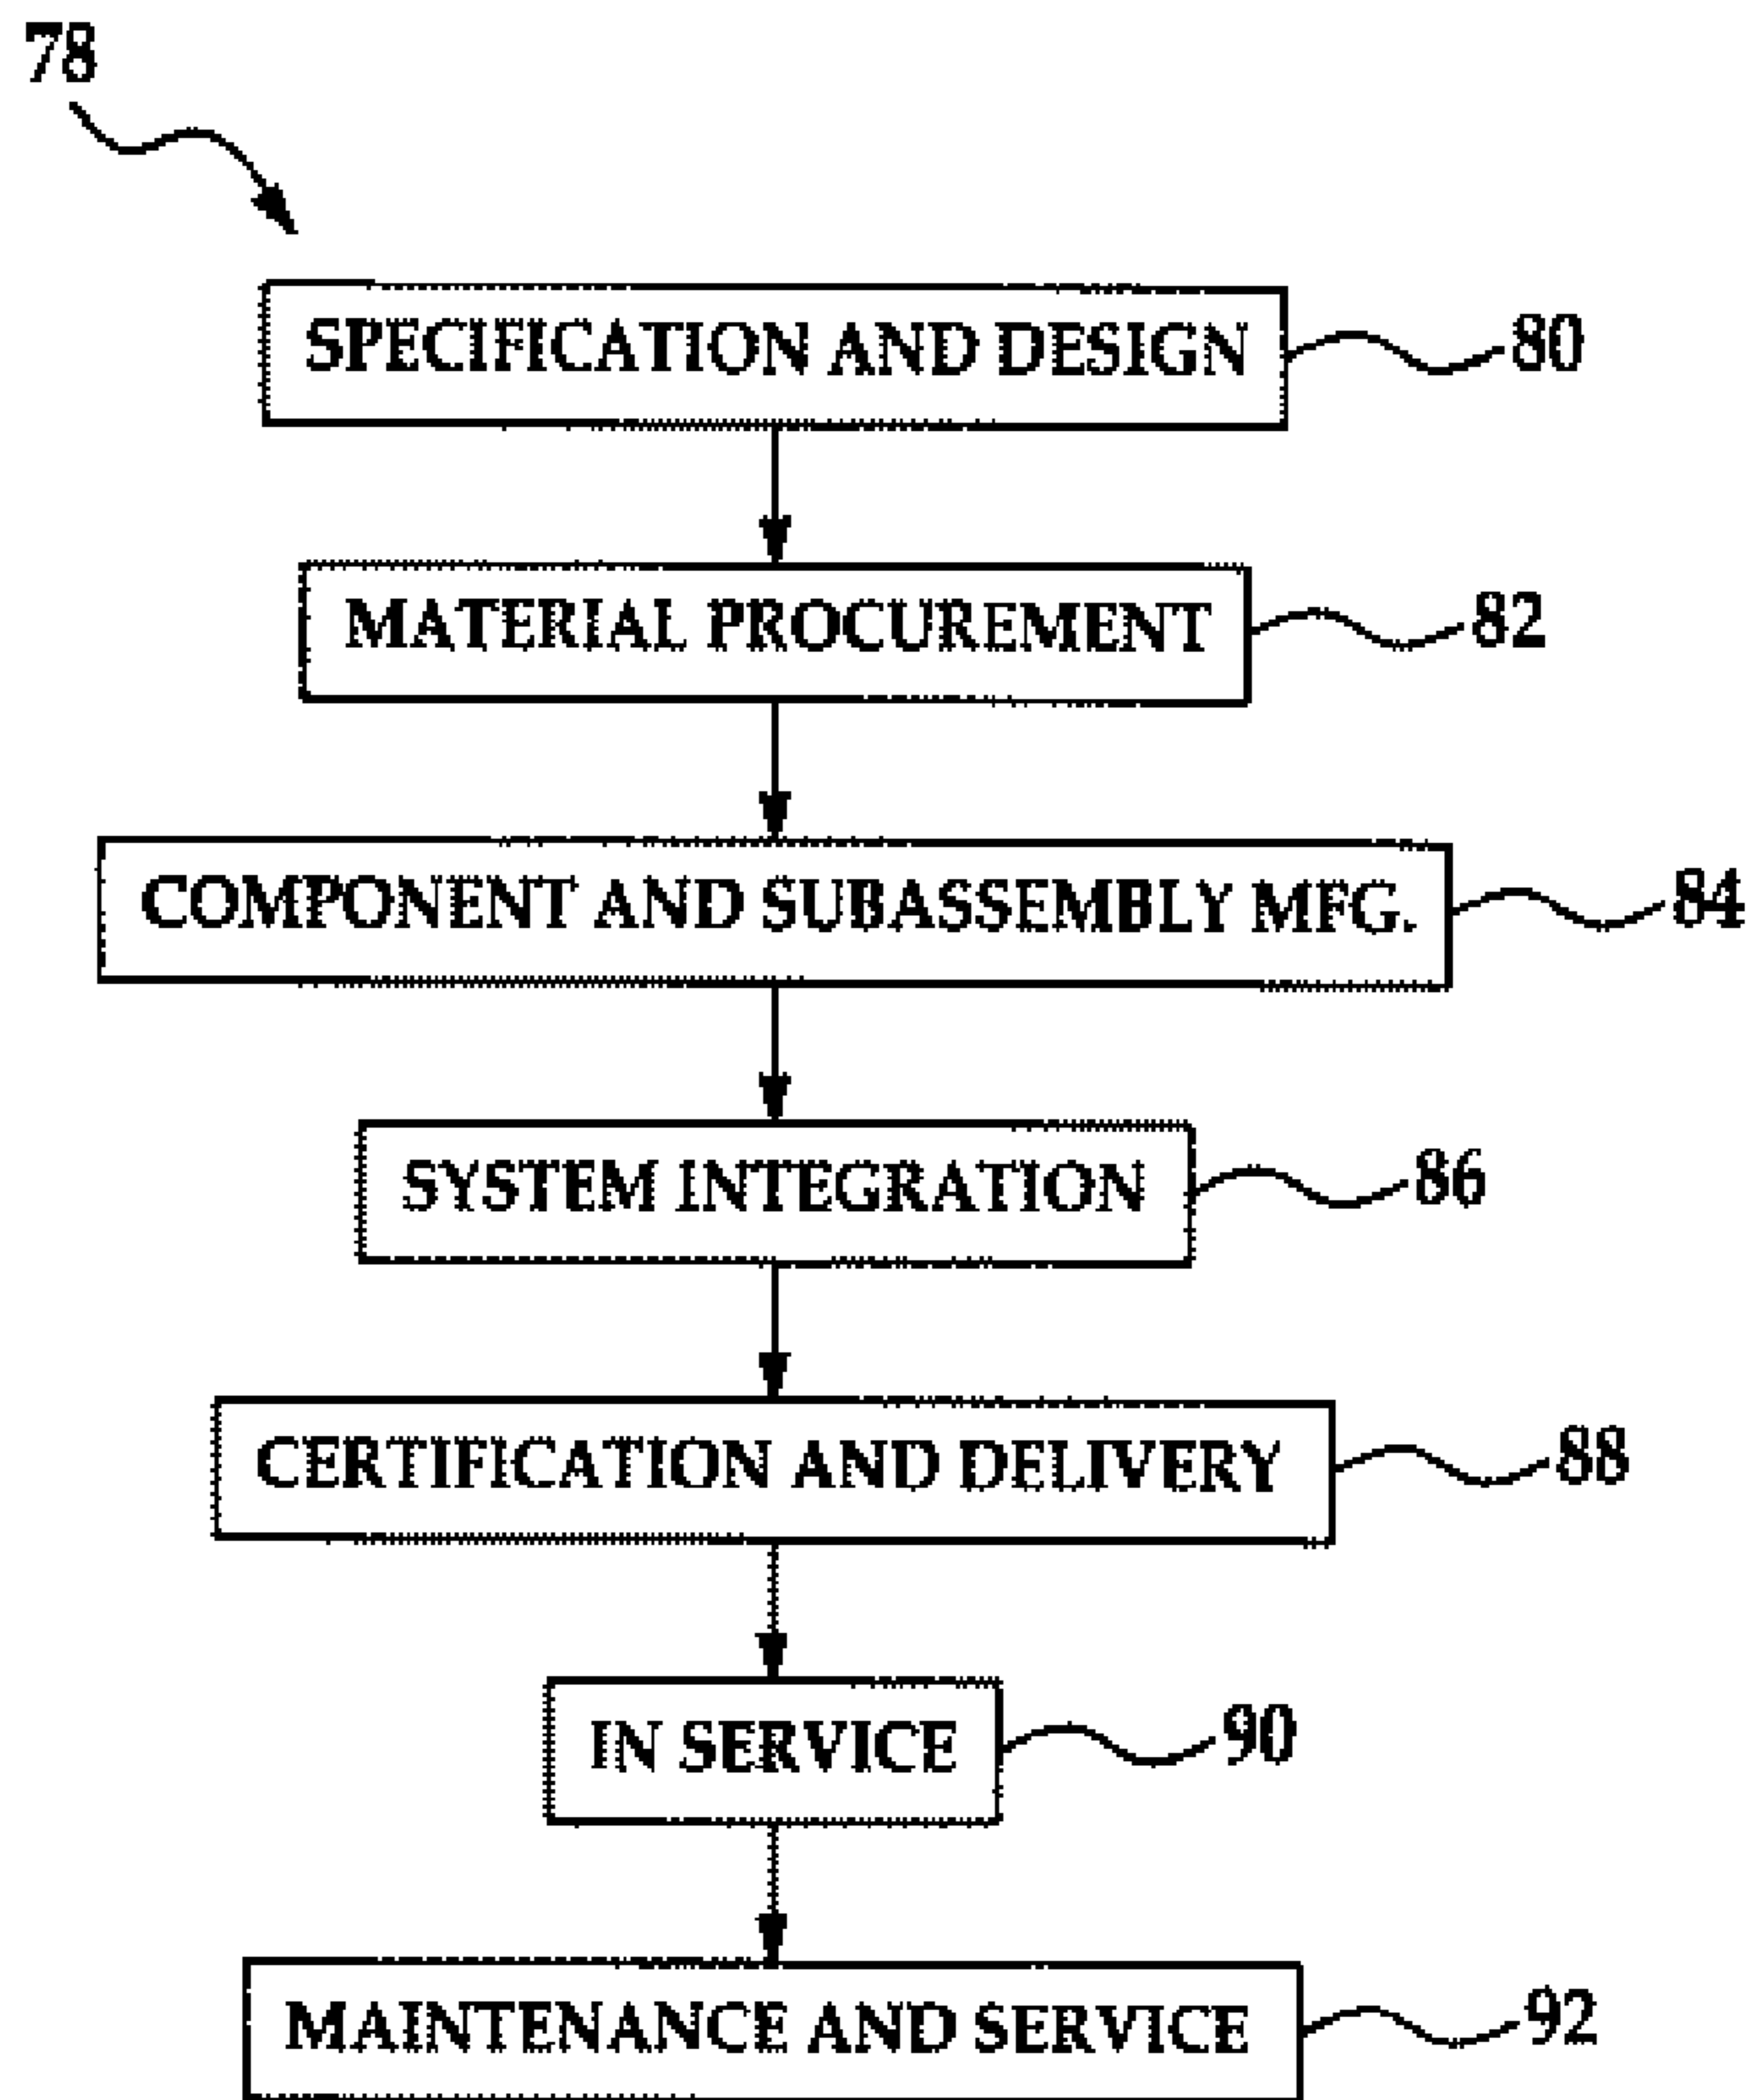 78
SPECIFICATION AND DESIGN 80
MATERIAL PROCUREMENT 82
COMPONENT AND SUBASSEMBLY MFG. 84
SYSTEM INTEGRATION 86
CERTIFICATION AND DELIVERY 88
IN SERVICE 90
MAINTENANCE AND SERVICE 92